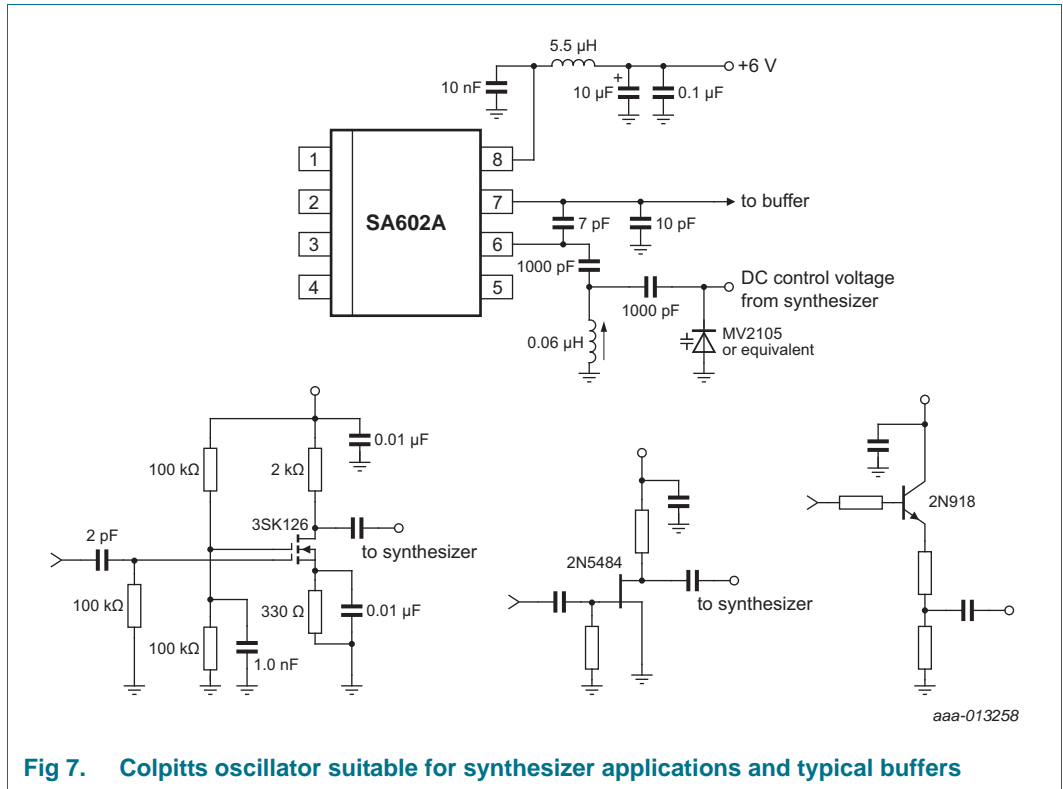 5.5 µH
+6 V
10 nF
+
10 µF
0.1 µF
1
8
2
SA602A
7
to buffer
7 pF
10 pF
3
6
1000 pF
4
5
DC control voltage
from synthesizer
1000 pF
0.06 µH
MV2105
or equivalent
0.01 µF
100 kΩ
2 kΩ
3SK126
2 pF
to synthesizer
100 kΩ
330 Ω
0.01 µF
100 kΩ
1.0 nF
2N5484
to synthesizer
2N918
aaa-013258
Fig 7. Colpitts oscillator suitable for synthesizer applications and typical buffers